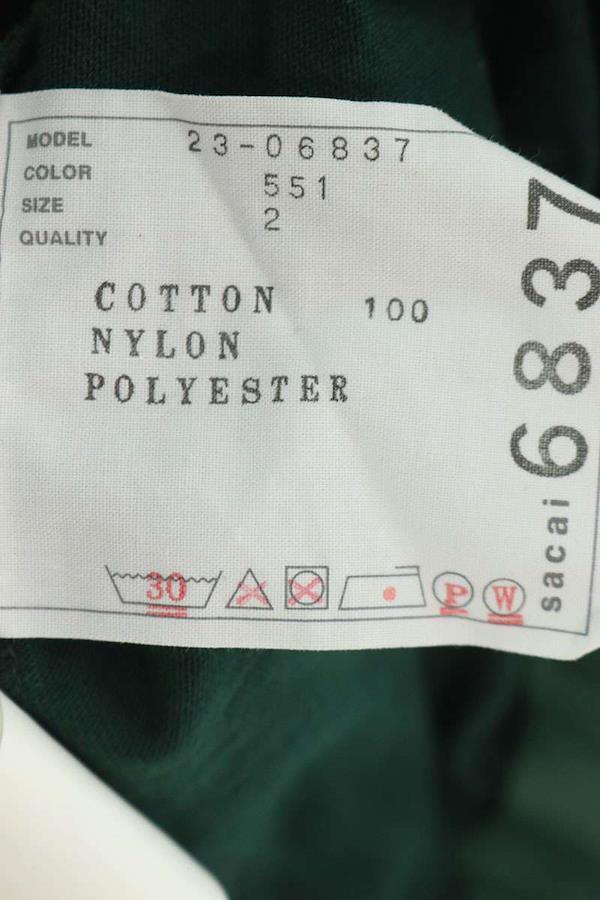 MODEL 23-06837
COLOR 551
SIZE 2
QUALITY
COTTON 100
NYLON
POLYESTER
30 P W
sacai 6837